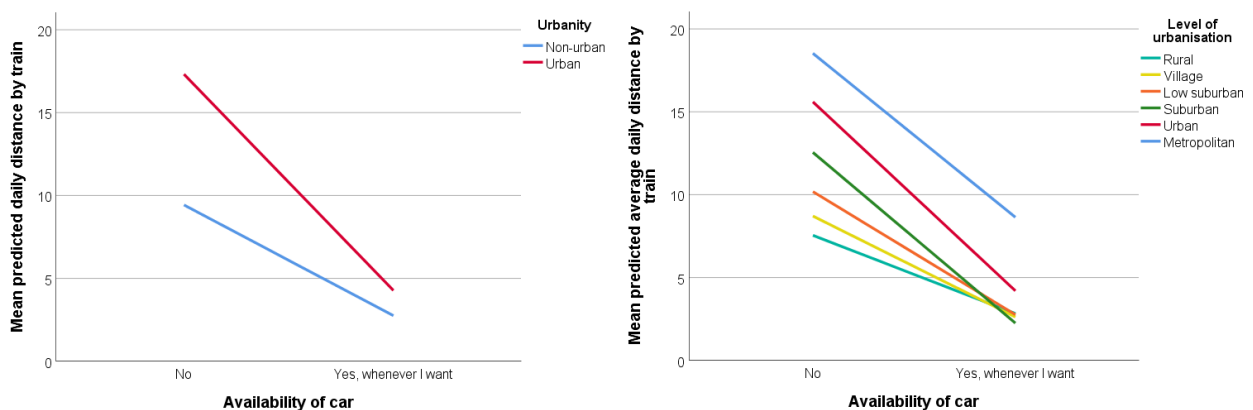 Urbanity
Non-urban
Urban
Mean predicted daily distance by train
20
15
10
5
0
No
Yes, whenever I want
Availability of car
Level of
urbanisation
Rural
Village
Low suburban
Suburban
Urban
Metropolitan
Mean predicted average daily distance by
train
20
15
10
5
0
No
Yes, whenever I want
Availability of car